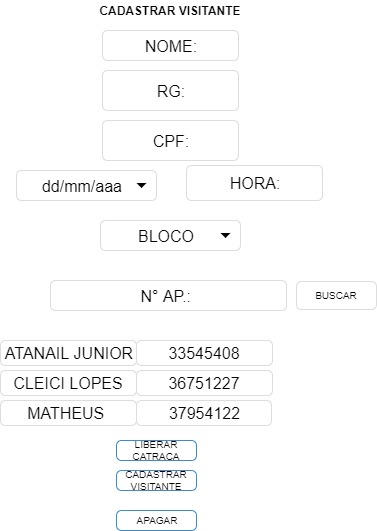 CADASTRAR VISITANTE
NOME:
RG:
CPF:
dd/mm/aaa HORA:
BLOCO
N° AP.: BUSCAR
ATANAIL JUNIOR 33545408
CLEICI LOPES 36751227
MATHEUS 37954122
LIBERAR
CATRACA
CADASTRAR
VISITANTE
APAGAR